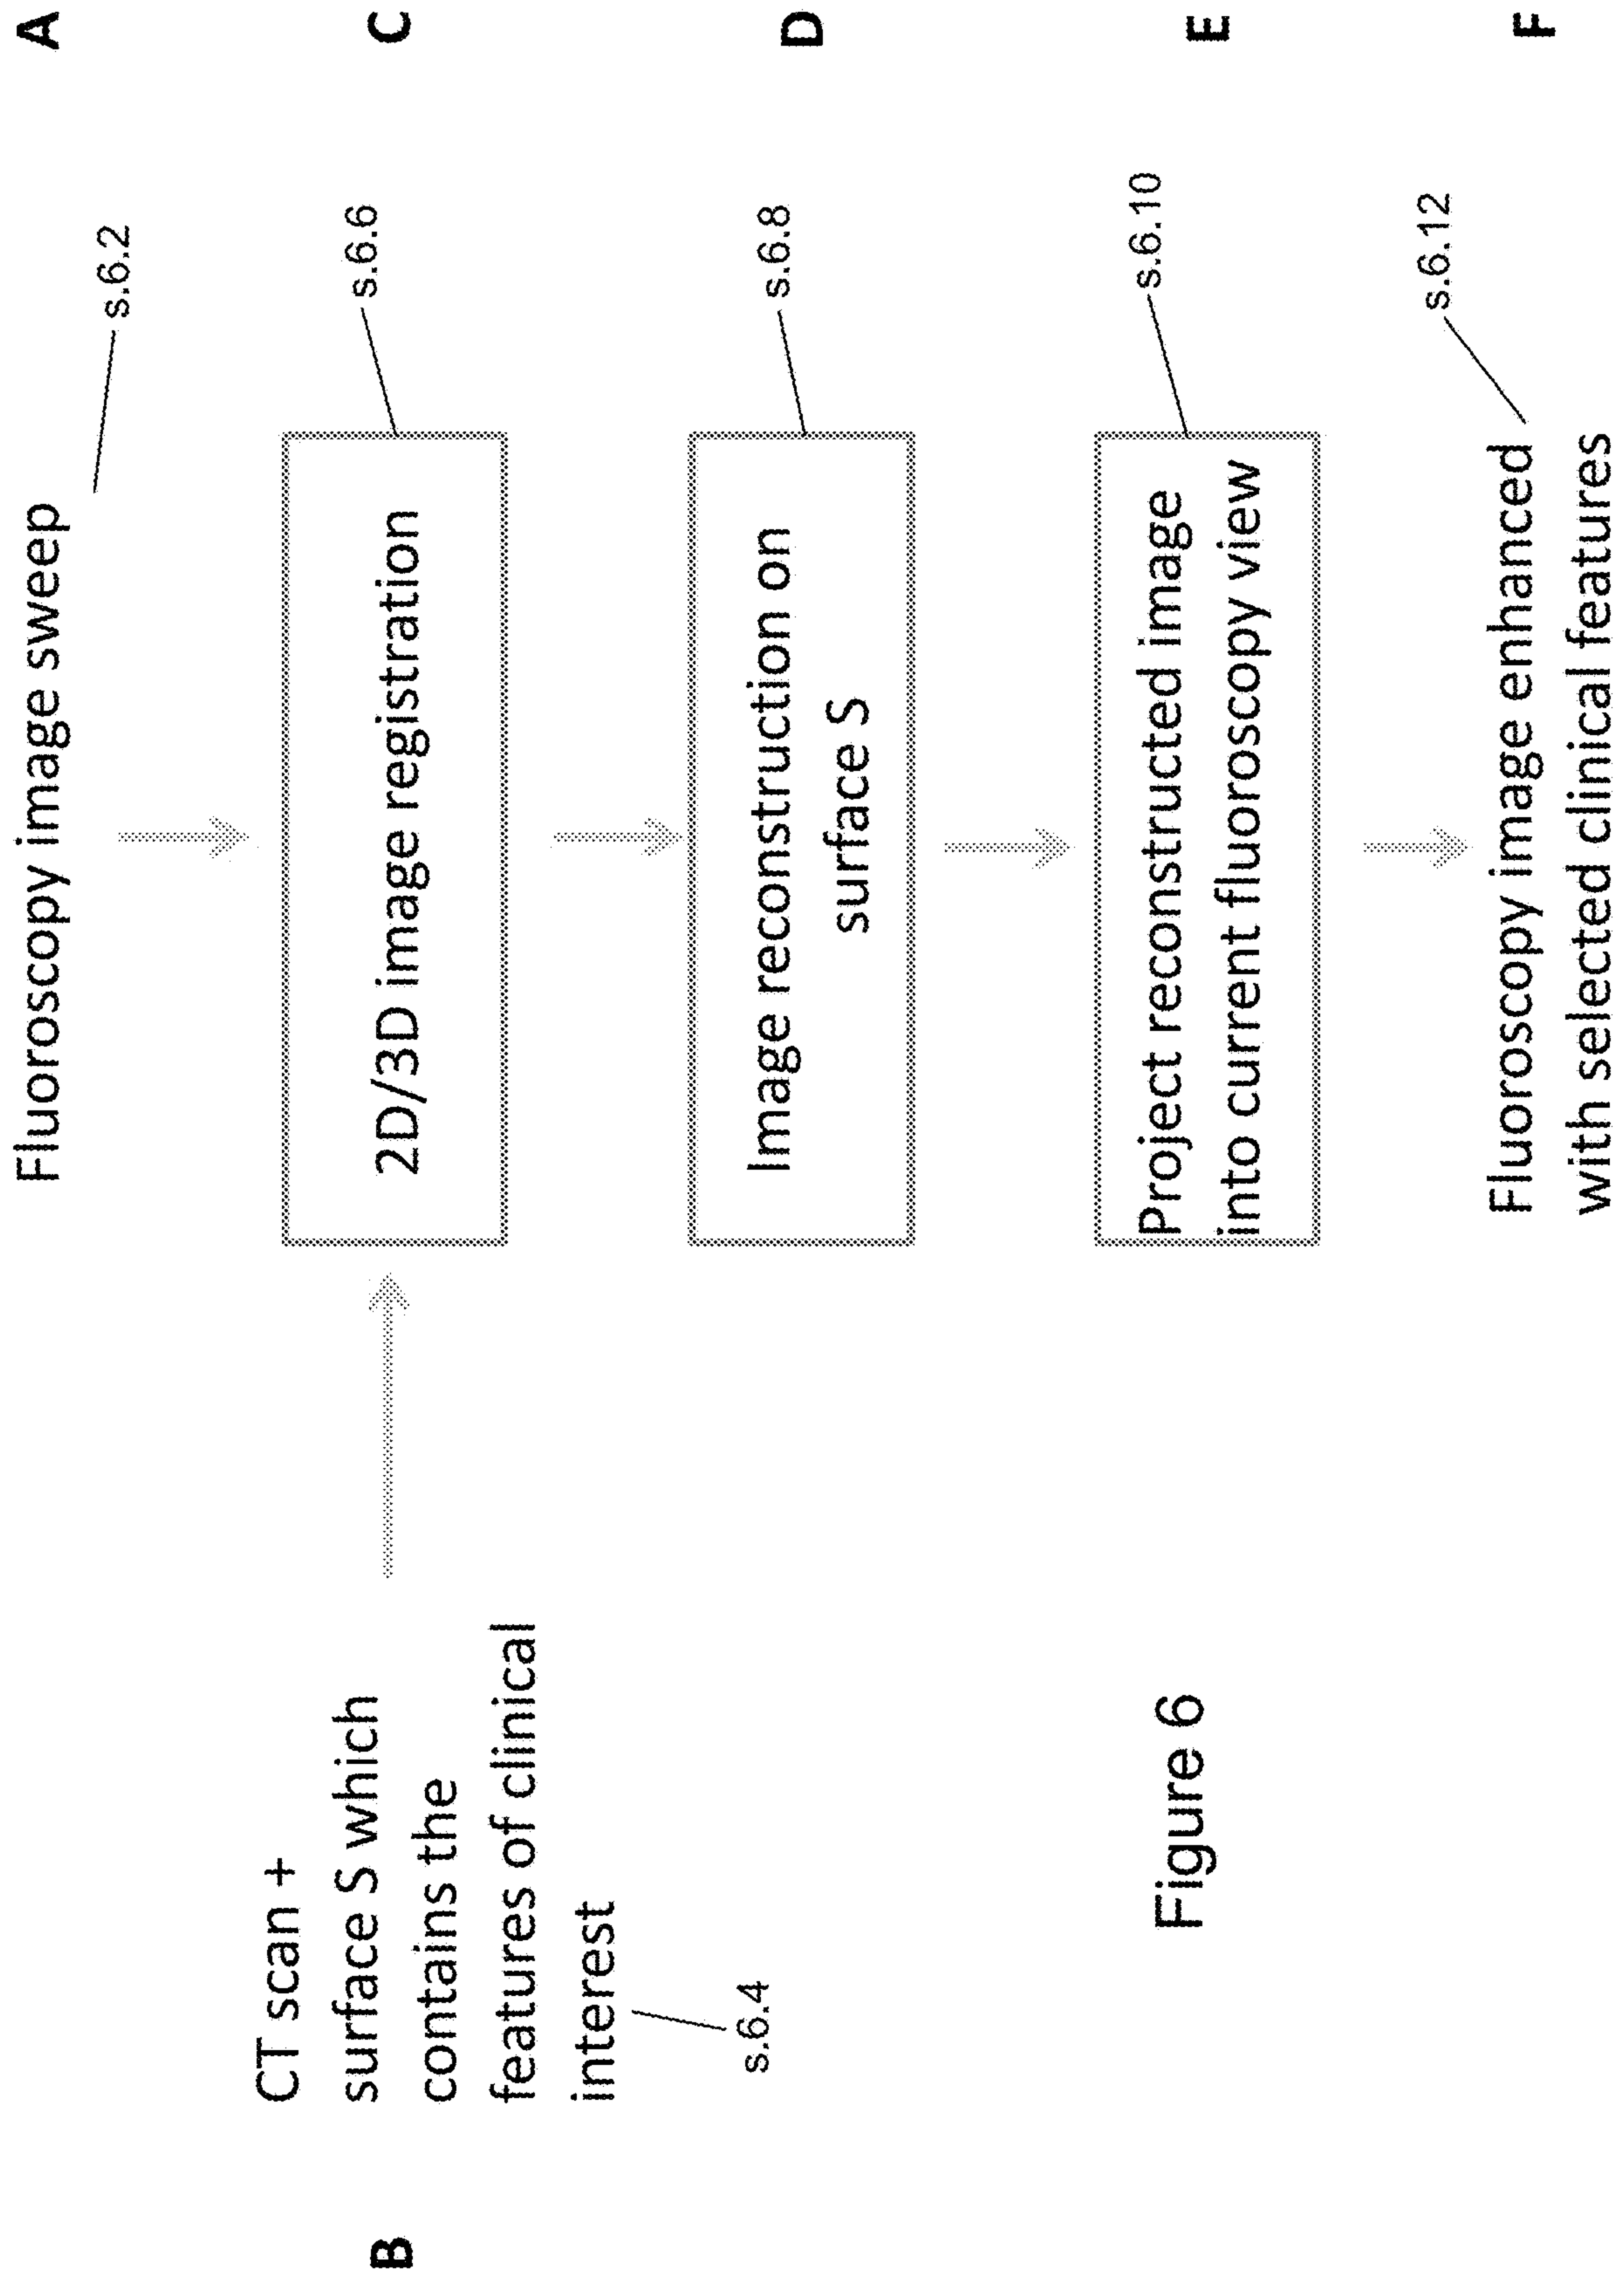 Fluoroscopy image sweep
s.6.2
A
B
CT scan +
surface S which
contains the
features of clinical
interest
s.6.4
2D/3D image registration
s.6.6
C
Image reconstruction on
surface S
s.6.8
D
Project reconstructed image
into current fluoroscopy view
s.6.10
E
Fluoroscopy image enhanced
with selected clinical features
s.6.12
F
Figure 6